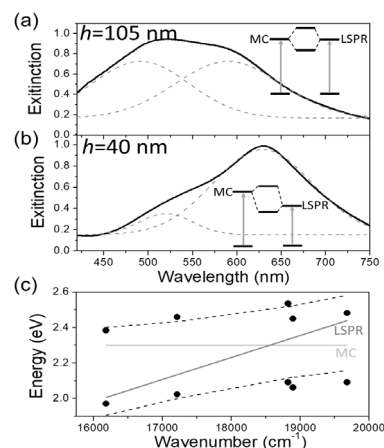 (a)
h=105 nm
MC
LSPR
Exitinction
1.0
0.8
0.6
0.4
0.2
0.0
(b)
h=40 nm
MC
LSPR
Exitinction
1.0
0.8
0.6
0.4
0.2
0.0
450 500 550 600 650 700 750
Wavelength (nm)
(c)
Energy (eV)
2.6
2.4
2.2
2.0
LSPR
MC
16000 17000 18000 19000 20000
Wavenumber (cm⁻¹)